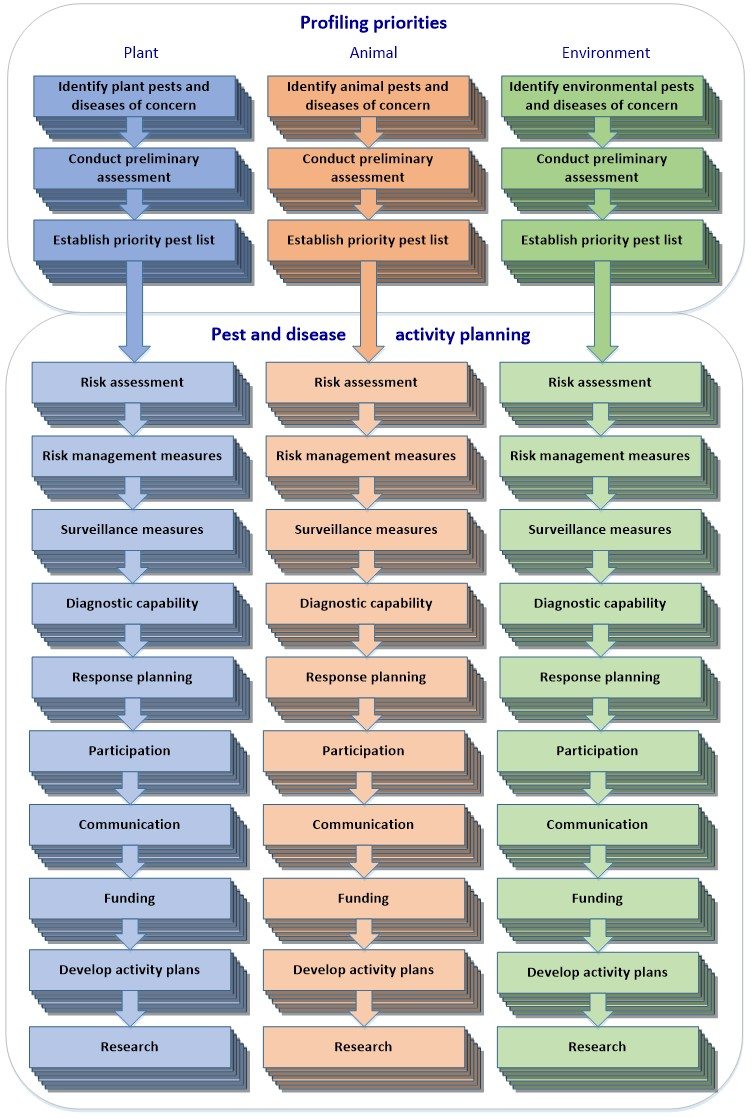 Profiling priorities
Plant
Animal
Environment
Identify plant pests and
diseases of concern
Identify animal pests and
diseases of concern
Identify environmental pests
and diseases of concern
Conduct preliminary
assessment
Conduct preliminary
assessment
Conduct preliminary
assessment
Establish priority pest list
Establish priority pest list
Establish priority pest list
Pest and disease activity planning
Risk assessment
Risk assessment
Risk assessment
Risk management measures
Risk management measures
Risk management measures
Surveillance measures
Surveillance measures
Surveillance measures
Diagnostic capability
Diagnostic capability
Diagnostic capability
Response planning
Response planning
Response planning
Participation
Participation
Participation
Communication
Communication
Communication
Funding
Funding
Funding
Develop activity plans
Develop activity plans
Develop activity plans
Research
Research
Research